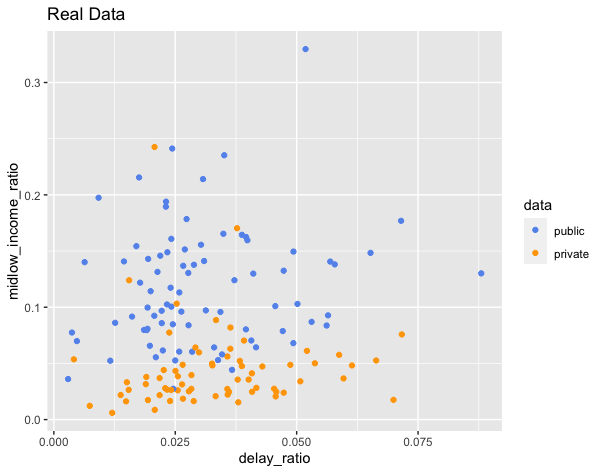 Real Data
midlow_income_ratio
0.3
0.2
0.1
0.0
0.000 0.025 0.050 0.075
delay_ratio
data
public
private